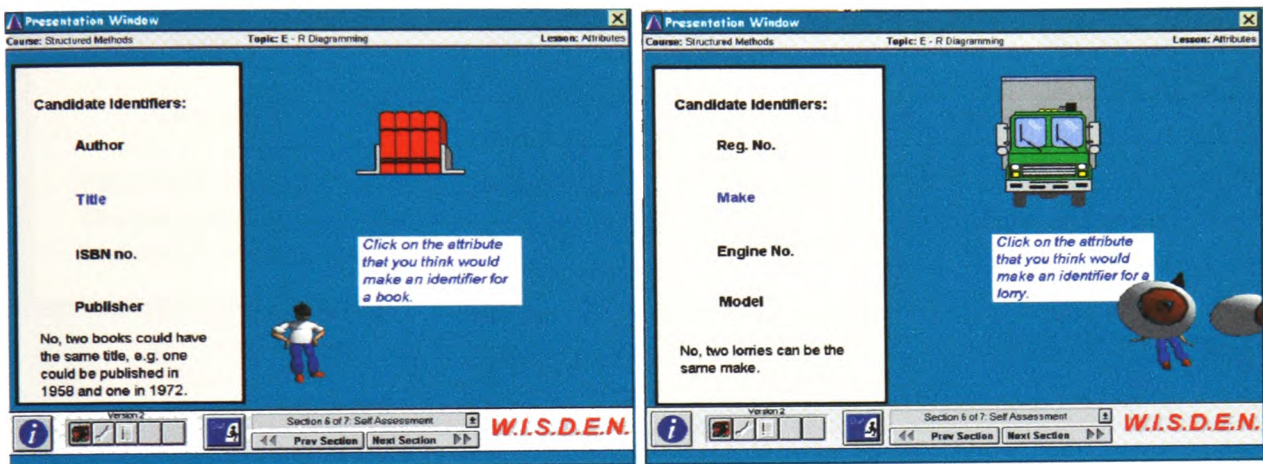 Presentation Window
Course: Structured Methods Topic: E - R Diagramming Lesson: Attributes
Candidate Identifiers:
Author
Title
ISBN no.
Publisher
No, two books could have
the same title, e.g. one
could be published in
1958 and one in 1972.
Click on the attribute
that you think would
make an identifier for
a book.
Version 2
Section 6 of 7: Self Assessment
Prev Section Next Section
W.I.S.D.E.N.
Presentation Window
Course: Structured Methods Topic: E - R Diagramming Lesson: Attributes
Candidate Identifiers:
Reg. No.
Make
Engine No.
Model
No, two lorries can be the
same make.
Click on the attribute
that you think would
make an identifier for a
lorry.
Version 2
Section 6 of 7: Self Assessment
Prev Section Next Section
W.I.S.D.E.N.